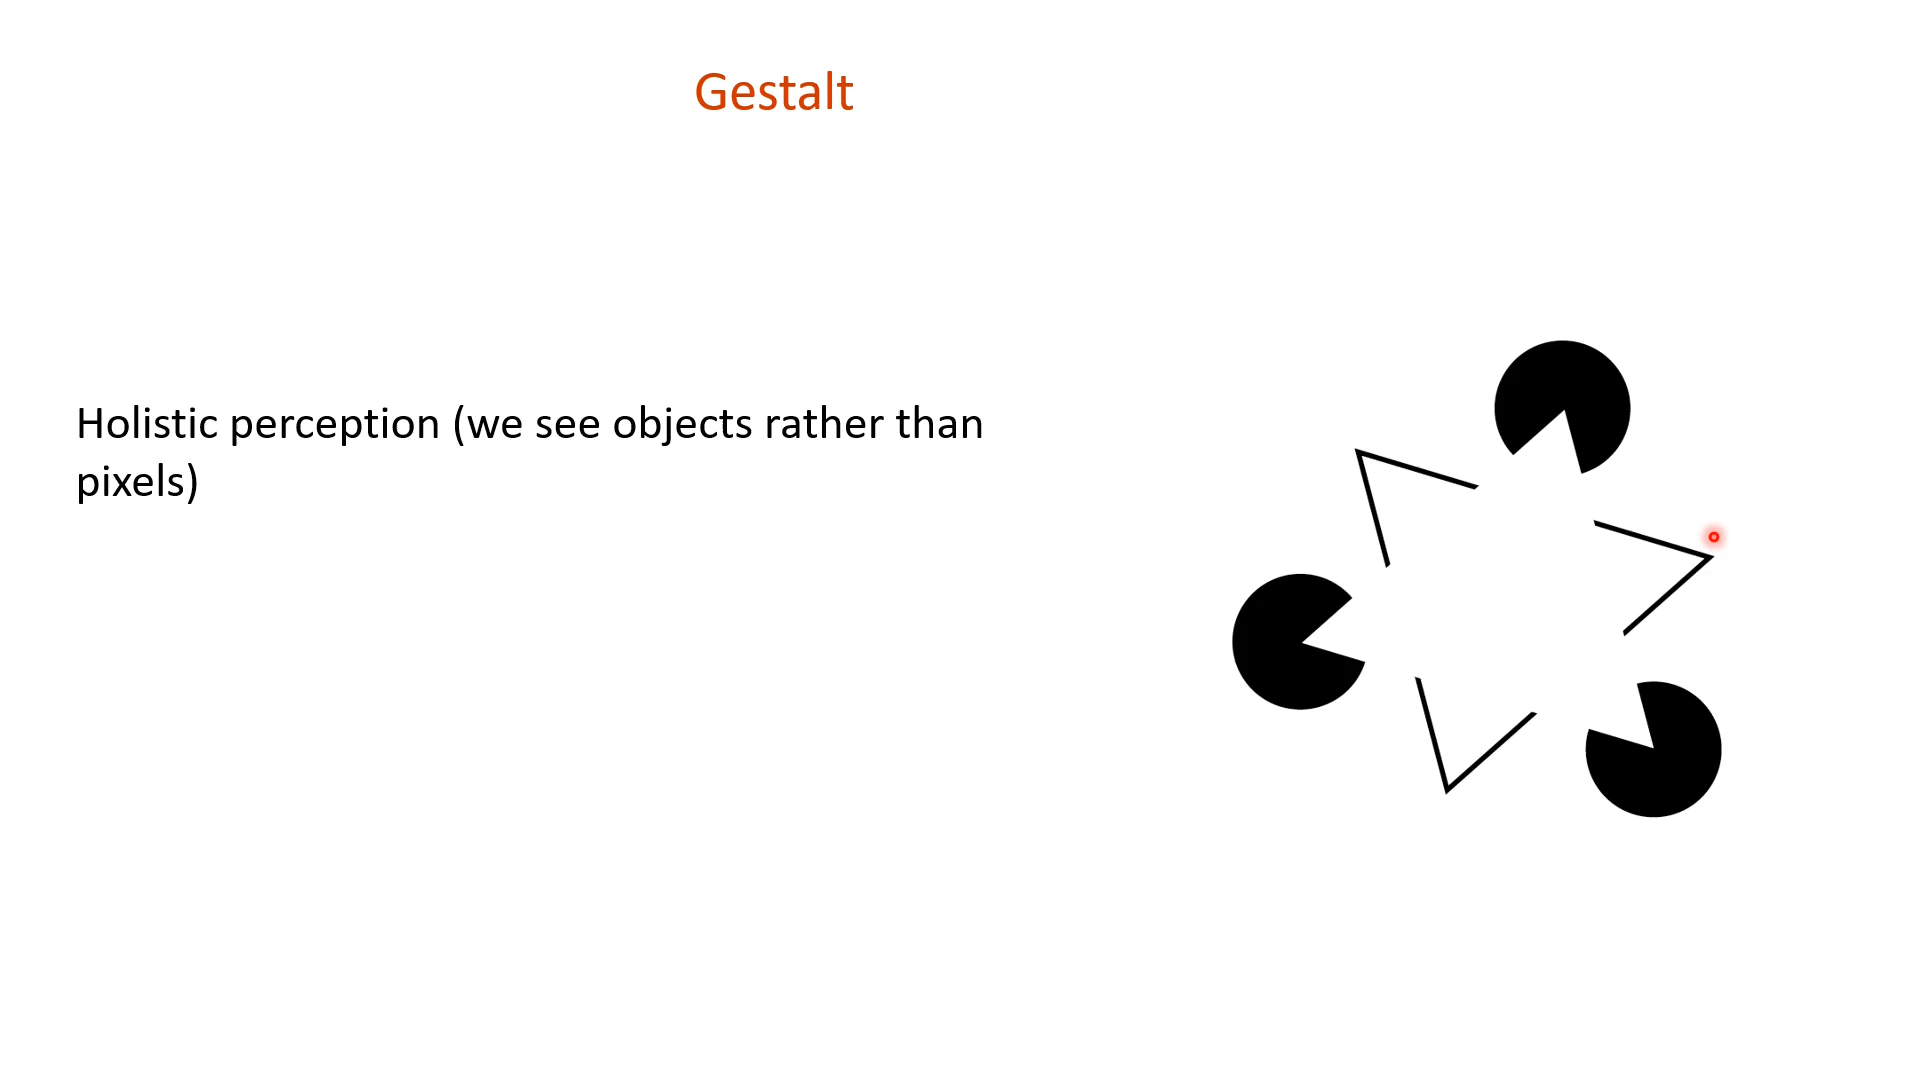 Gestalt
Holistic perception (we see objects rather than
pixels)